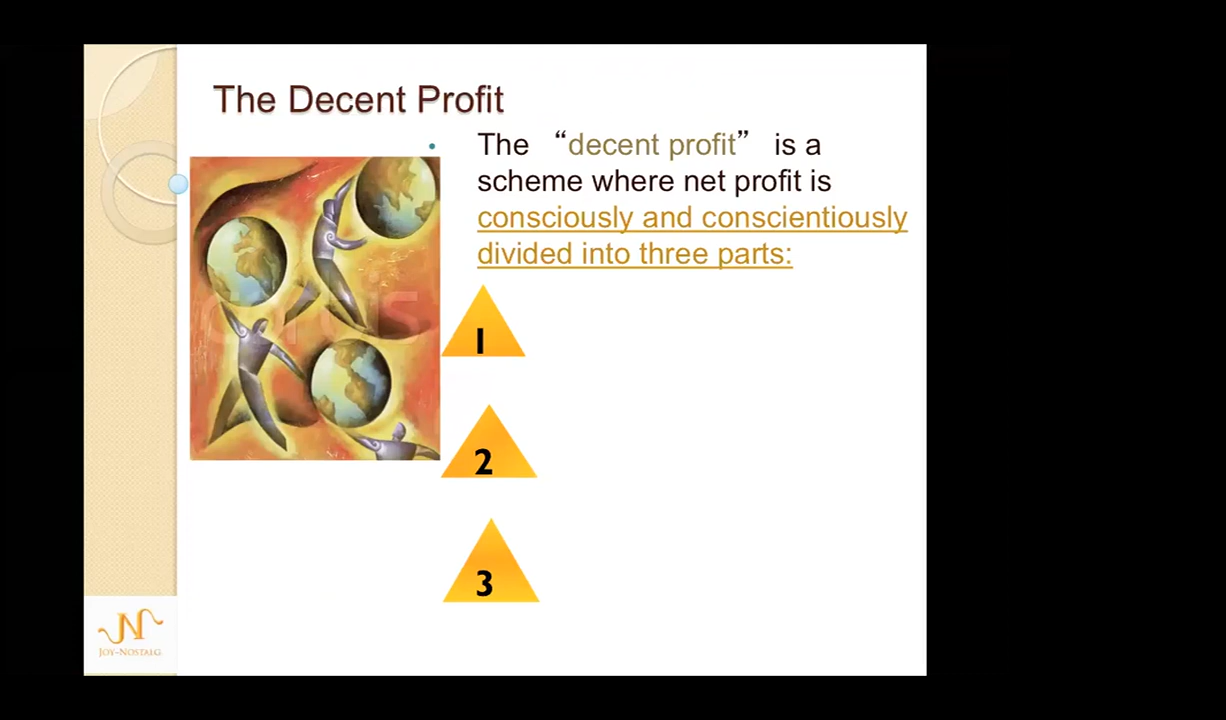 The Decent Profit
• The “decent profit” is a
scheme where net profit is
consciously and conscientiously
divided into three parts:
1
2
3
JOY-NOSTALG